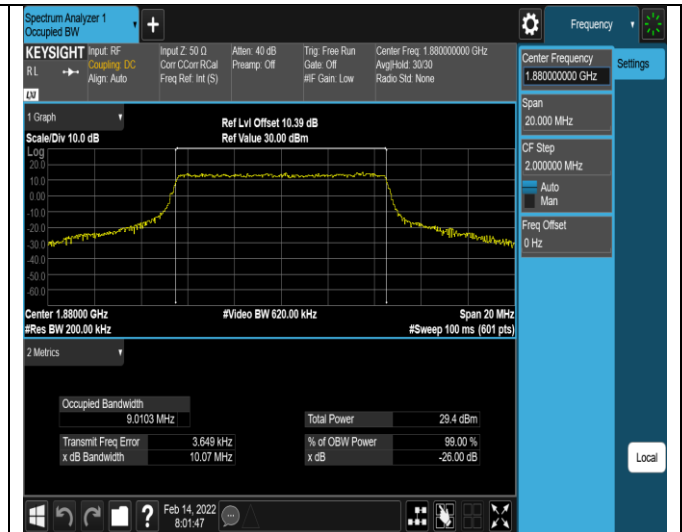 Spectrum Analyzer 1
Occupied BW
+
Frequency
KEYSIGHT
RL
LXI
Input: RF
Coupling: DC
Align: Auto
Input Z: 50 Ω
Corr CCorr RCal
Freq Ref: Int (S)
Atten: 40 dB
Preamp: Off
Trig: Free Run
Gate: Off
#IF Gain: Low
Center Freq: 1.880000000 GHz
Avg|Hold: 30/30
Radio Std: None
Center Frequency
1.880000000 GHz
Settings
Span
20.000 MHz
CF Step
2.000000 MHz
Auto
Man
Freq Offset
0 Hz
1 Graph
Scale/Div 10.0 dB
Ref Lvl Offset 10.39 dB
Ref Value 30.00 dBm
Log
20.0
10.0
0.00
-10.0
-20.0
-30.0
-40.0
-50.0
-60.0
Center 1.88000 GHz
#Video BW 620.00 kHz
Span 20 MHz
#Res BW 200.00 kHz
#Sweep 100 ms (601 pts)
2 Metrics
Occupied Bandwidth
9.0103 MHz
Total Power 29.4 dBm
Transmit Freq Error 3.649 kHz
% of OBW Power 99.00 %
x dB Bandwidth 10.07 MHz
x dB -26.00 dB
Local
?
Feb 14, 2022
8:01:47